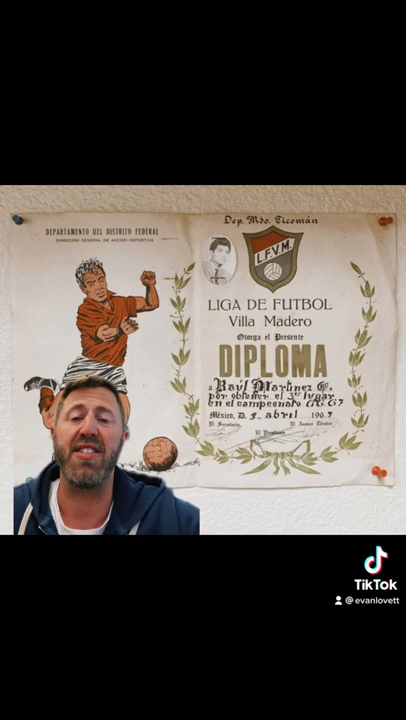 Dep. Mdo. Ticomán
DEPARTAMENTO DEL DISTRITO FEDERAL
DIRECCION GENERAL DE ACCION DEPORTIVA
L.F.V.M.
LIGA DE FUTBOL
Villa Madero
Otorga el Presente
DIPLOMA
a Raúl Martínez G.
por obtener el 3er lugar
en el campeonato 66-67
México, D. F., abril 1967
El Secretario
El Asesor Técnico
El Presidente
TikTok
@evanlovett